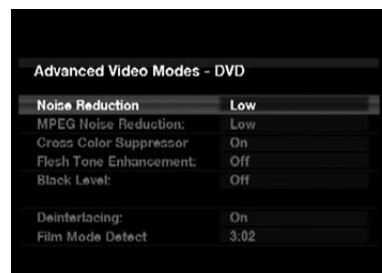 Advanced Video Modes - DVD
Noise Reduction Low
MPEG Noise Reduction: Low
Cross Color Suppressor On
Flesh Tone Enhancement: Off
Black Level: Off
Deinterlacing: On
Film Mode Detect 3:02